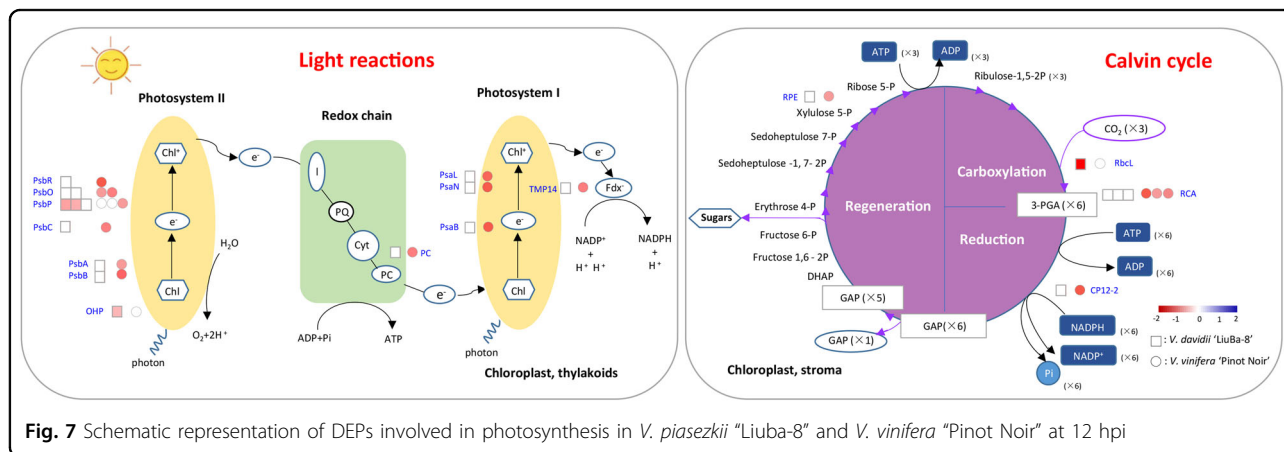 Light reactions
Photosystem II
Redox chain
Photosystem I
Chl⁺
e⁻
Chl
PsbR
PsbO
PsbP
PsbC
PsbA
PsbB
OHP
H₂O
O₂+2H⁺
photon
e⁻
I
PQ
Cyt
PC
PC
ADP+Pi
ATP
e⁻
Chl⁺
e⁻
Chl
PsaL
PsaN
PsaB
TMP14
e⁻
Fdx⁻
NADP⁺
+
H⁺ H⁺
NADPH
+
H⁺
photon
Chloroplast, thylakoids
Calvin cycle
ATP (×3)
ADP (×3)
Ribulose-1,5-2P (×3)
Ribose 5-P
RPE
Xylulose 5-P
Sedoheptulose 7-P
Sedoheptulose -1, 7- 2P
Erythrose 4-P
Sugars
Fructose 6-P
Fructose 1,6 - 2P
DHAP
GAP (×5)
GAP (×6)
GAP (×1)
Regeneration
Carboxylation
Reduction
CO₂ (×3)
RbcL
RCA
3-PGA (×6)
ATP (×6)
ADP (×6)
CP12-2
NADPH (×6)
NADP⁺ (×6)
Pi
(×6)
-2 -1 0 1 2
: V. davidii 'LiuBa-8'
: V. vinifera 'Pinot Noir'
Chloroplast, stroma
Fig. 7 Schematic representation of DEPs involved in photosynthesis in V. piasezkii "Liuba-8" and V. vinifera "Pinot Noir" at 12 hpi